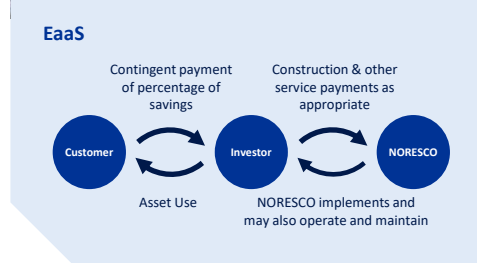 EaaS
Contingent payment
of percentage of
savings
Construction & other
service payments as
appropriate
Customer
Investor
NORESCO
Asset Use
NORESCO implements and
may also operate and maintain